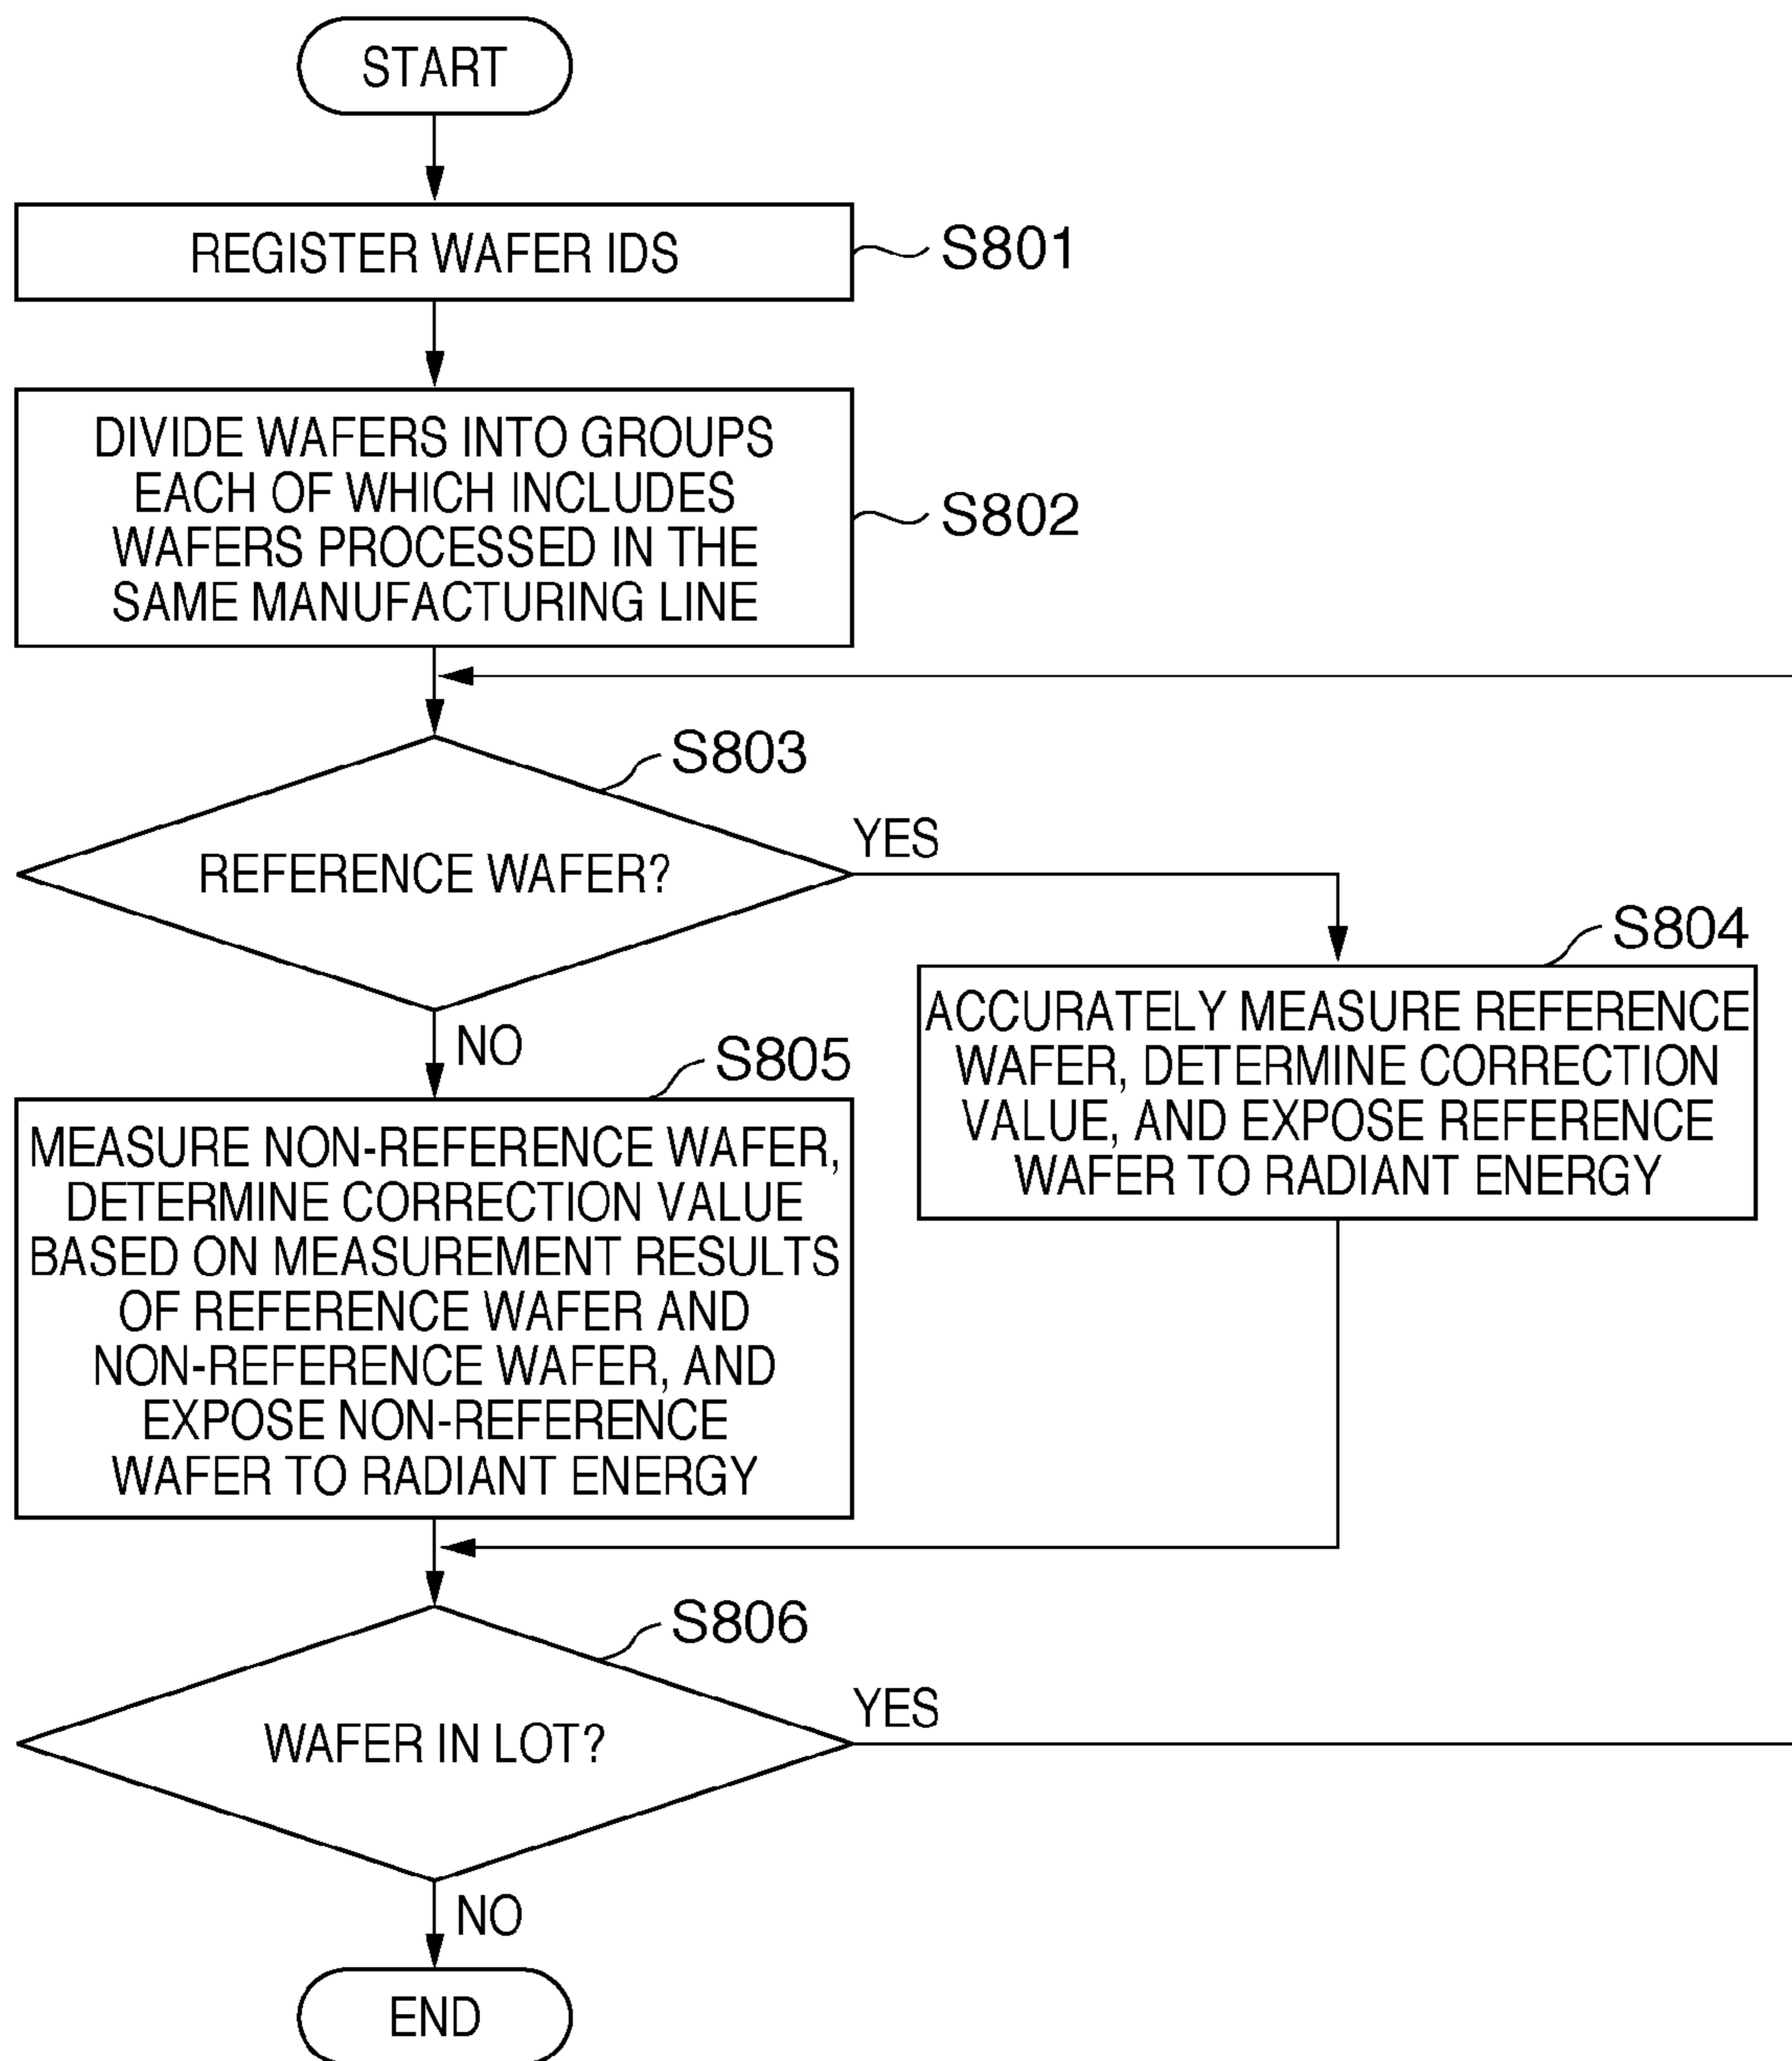 START
REGISTER WAFER IDS
S801
DIVIDE WAFERS INTO GROUPS
EACH OF WHICH INCLUDES
WAFERS PROCESSED IN THE
SAME MANUFACTURING LINE
S802
S803
REFERENCE WAFER?
YES
NO
S804
ACCURATELY MEASURE REFERENCE
WAFER, DETERMINE CORRECTION
VALUE, AND EXPOSE REFERENCE
WAFER TO RADIANT ENERGY
S805
MEASURE NON-REFERENCE WAFER,
DETERMINE CORRECTION VALUE
BASED ON MEASUREMENT RESULTS
OF REFERENCE WAFER AND
NON-REFERENCE WAFER, AND
EXPOSE NON-REFERENCE
WAFER TO RADIANT ENERGY
S806
WAFER IN LOT?
YES
NO
END